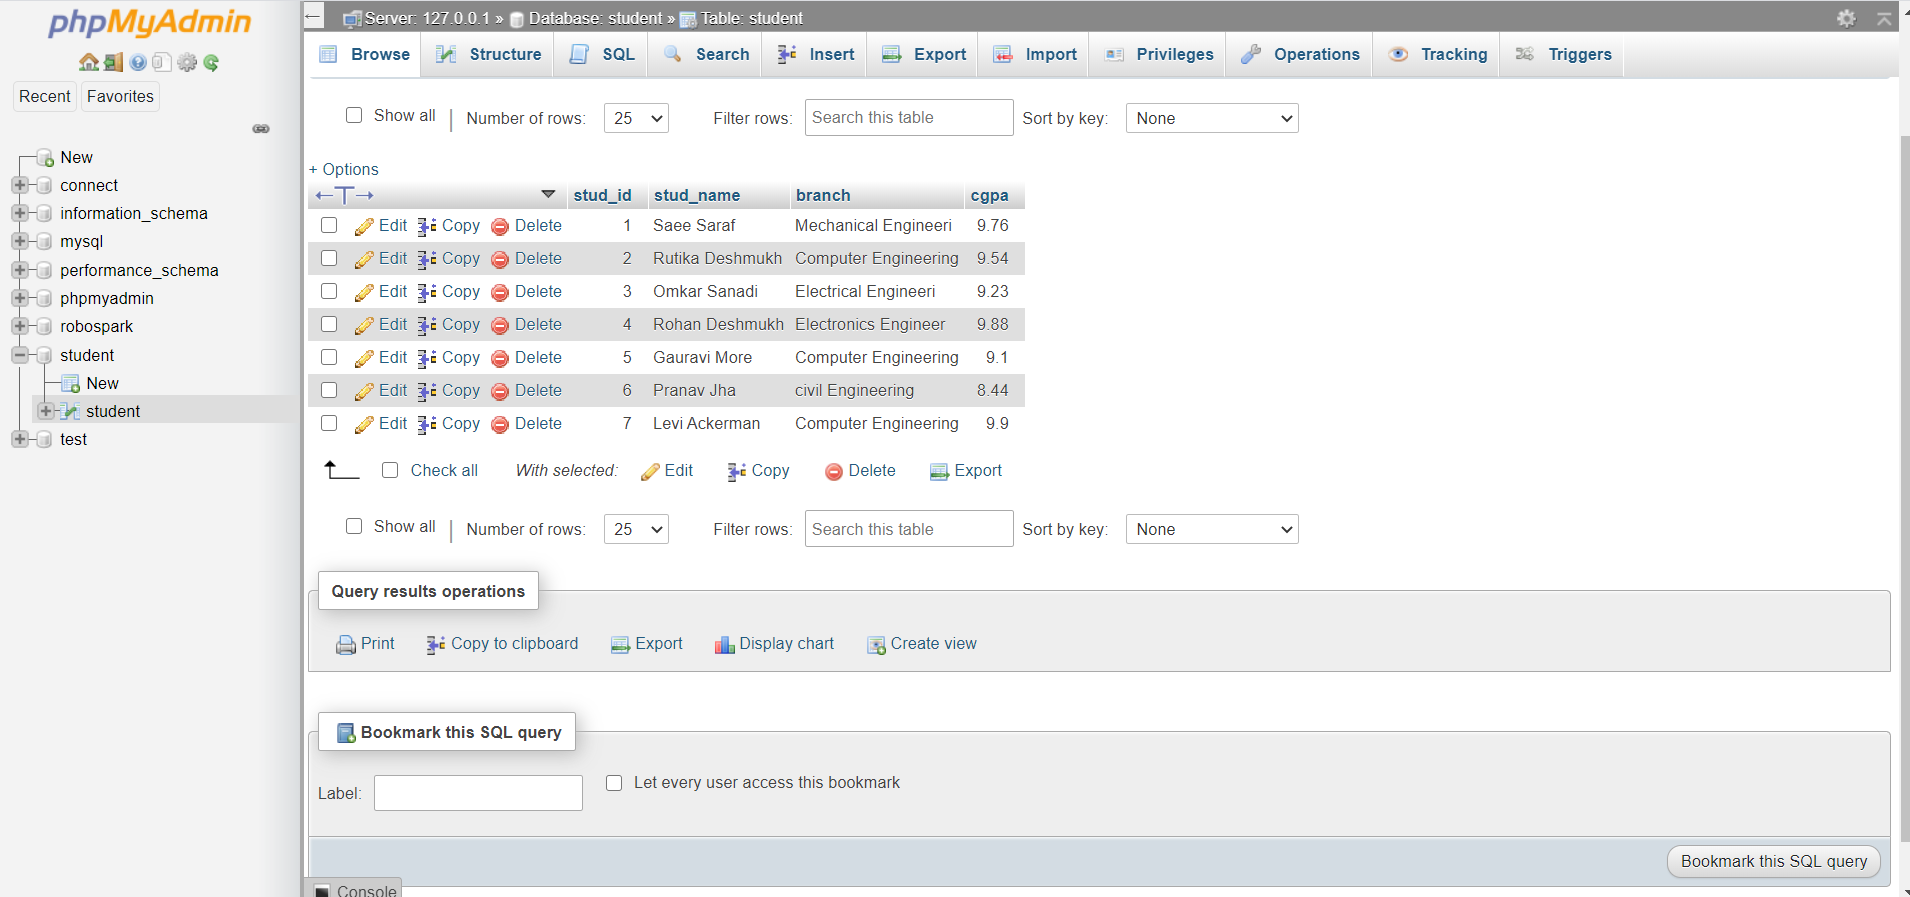 phpMyAdmin
Recent Favorites
New
connect
information_schema
mysql
performance_schema
phpmyadmin
robospark
student
New
student
test
Server: 127.0.0.1 » Database: student » Table: student
Browse Structure SQL Search Insert Export Import Privileges Operations Tracking Triggers
Show all | Number of rows: 25 Filter rows: Search this table Sort by key: None
+ Options
←T→ stud_id stud_name branch cgpa
Edit Copy Delete 1 Saee Saraf Mechanical Engineeri 9.76
Edit Copy Delete 2 Rutika Deshmukh Computer Engineering 9.54
Edit Copy Delete 3 Omkar Sanadi Electrical Engineeri 9.23
Edit Copy Delete 4 Rohan Deshmukh Electronics Engineer 9.88
Edit Copy Delete 5 Gauravi More Computer Engineering 9.1
Edit Copy Delete 6 Pranav Jha civil Engineering 8.44
Edit Copy Delete 7 Levi Ackerman Computer Engineering 9.9
Check all With selected: Edit Copy Delete Export
Show all | Number of rows: 25 Filter rows: Search this table Sort by key: None
Query results operations
Print Copy to clipboard Export Display chart Create view
Bookmark this SQL query
Label: Let every user access this bookmark
Bookmark this SQL query
Console